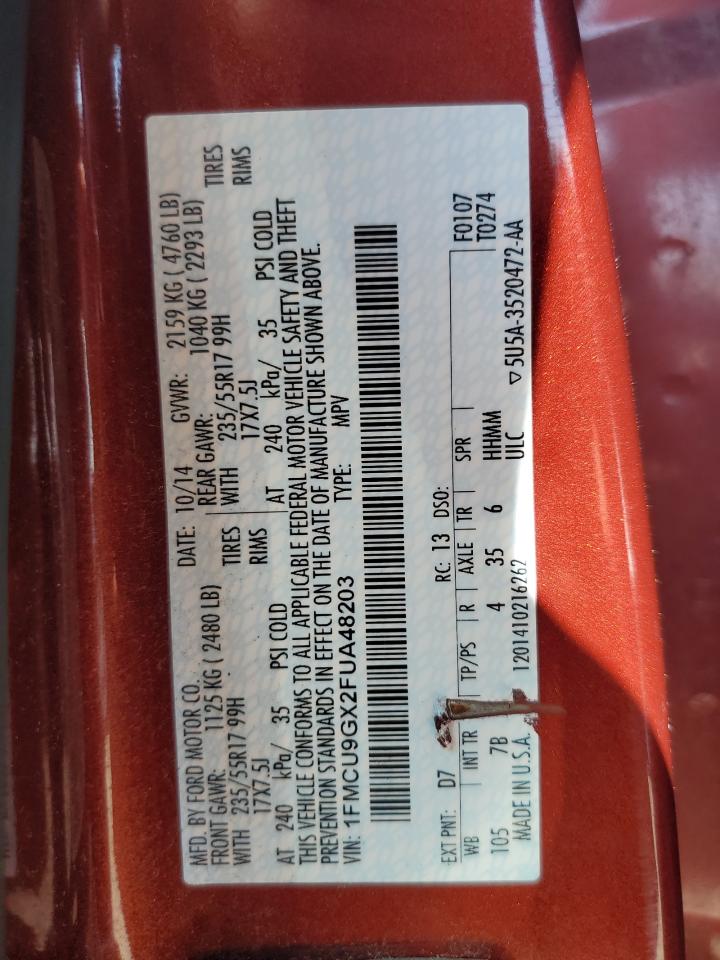 MFD. BY FORD MOTOR CO. DATE: 10/14 GVWR: 2159 KG ( 4760 LB)
FRONT GAWR: 1125 KG ( 2480 LB) REAR GAWR: 1040 KG ( 2293 LB)
WITH 235/55R17 99H TIRES WITH 235/55R17 99H TIRES
17X7.5J RIMS 17X7.5J RIMS
AT 240 kPa/ 35 PSI COLD AT 240 kPa/ 35 PSI COLD
THIS VEHICLE CONFORMS TO ALL APPLICABLE FEDERAL MOTOR VEHICLE SAFETY AND THEFT
PREVENTION STANDARDS IN EFFECT ON THE DATE OF MANUFACTURE SHOWN ABOVE.
VIN: 1FMCU9GX2FUA48203 TYPE: MPV
EXT PNT: D7 RC: 13 DSO: F0107
WB INT TR TP/PS R AXLE TR SPR T0274
105 7B 4 35 6 HHMM
MADE IN U.S.A. 1201410216262 ULC ▽5U5A-3520472-AA